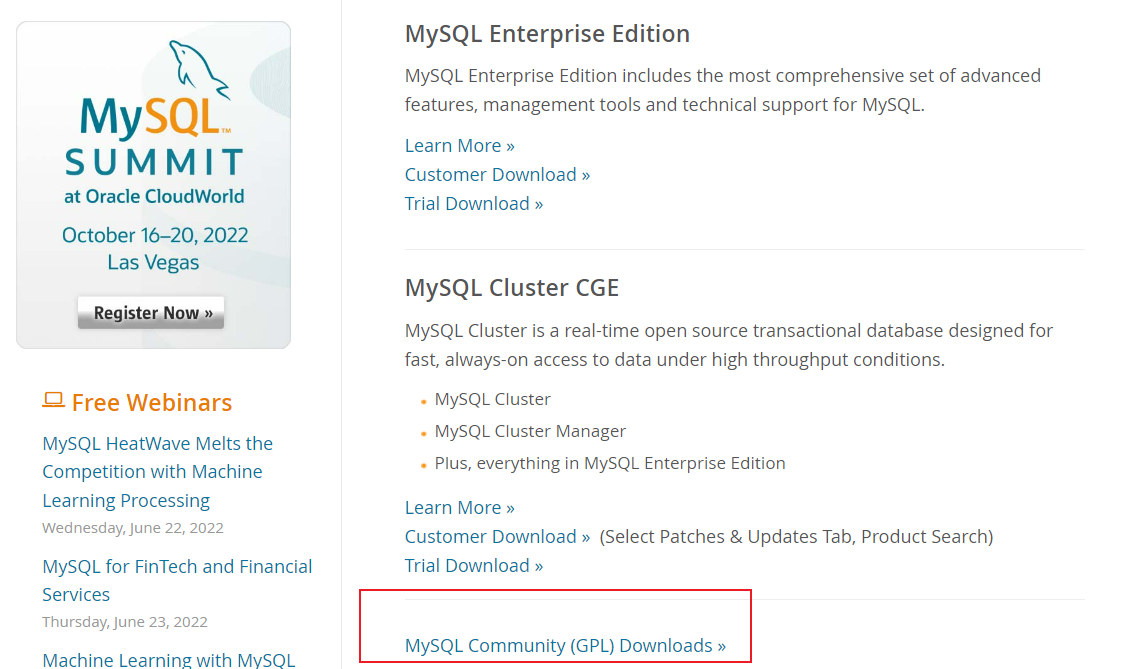 MySQL™
SUMMIT
at Oracle CloudWorld
October 16–20, 2022
Las Vegas
Register Now »
Free Webinars
MySQL HeatWave Melts the
Competition with Machine
Learning Processing
Wednesday, June 22, 2022
MySQL for FinTech and Financial
Services
Thursday, June 23, 2022
Machine Learning with MySQL
MySQL Enterprise Edition
MySQL Enterprise Edition includes the most comprehensive set of advanced
features, management tools and technical support for MySQL.
Learn More »
Customer Download »
Trial Download »
MySQL Cluster CGE
MySQL Cluster is a real-time open source transactional database designed for
fast, always-on access to data under high throughput conditions.
MySQL Cluster
MySQL Cluster Manager
Plus, everything in MySQL Enterprise Edition
Learn More »
Customer Download » (Select Patches & Updates Tab, Product Search)
Trial Download »
MySQL Community (GPL) Downloads »